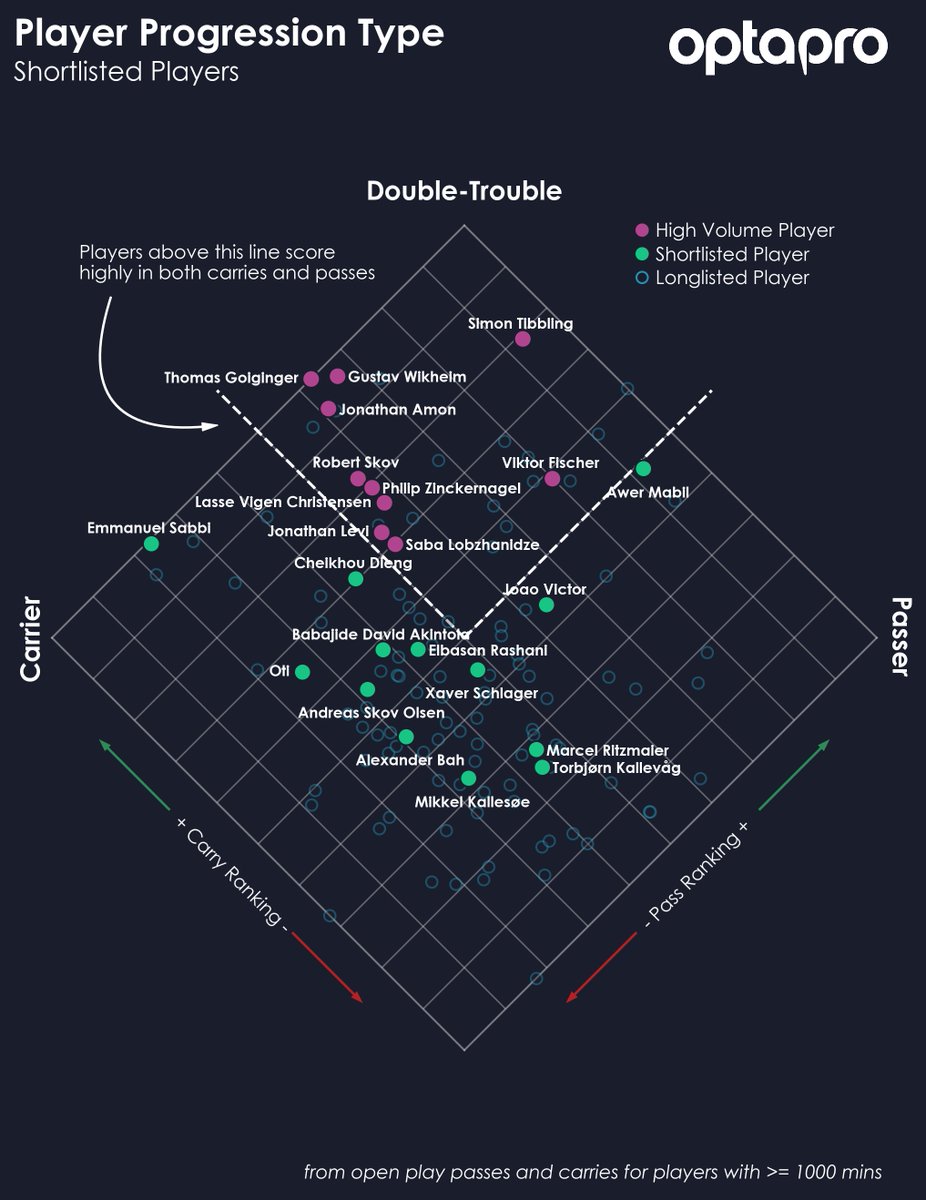 Player Progression Type
Shortlisted Players
optapro
Double-Trouble
Players above this line score
highly in both carries and passes
High Volume Player
Shortlisted Player
Longlisted Player
Simon Tibbling
Thomas Goiginger
Gustav Wikheim
Jonathan Amon
Robert Skov
Philip Zinckernagel
Viktor Fischer
Awer Mabil
Lasse Vigen Christensen
Emmanuel Sabbi
Jonathan Levi
Saba Lobzhanidze
Cheikhou Dieng
Joao Victor
Carrier
Passer
Babajide David Akintola
Elbasan Rashani
Oti
Xaver Schlager
Andreas Skov Olsen
Alexander Bah
Marcel Ritzmaier
Torbjørn Kallevåg
Mikkel Kallesøe
+ Carry Ranking -
- Pass Ranking +
from open play passes and carries for players with >= 1000 mins